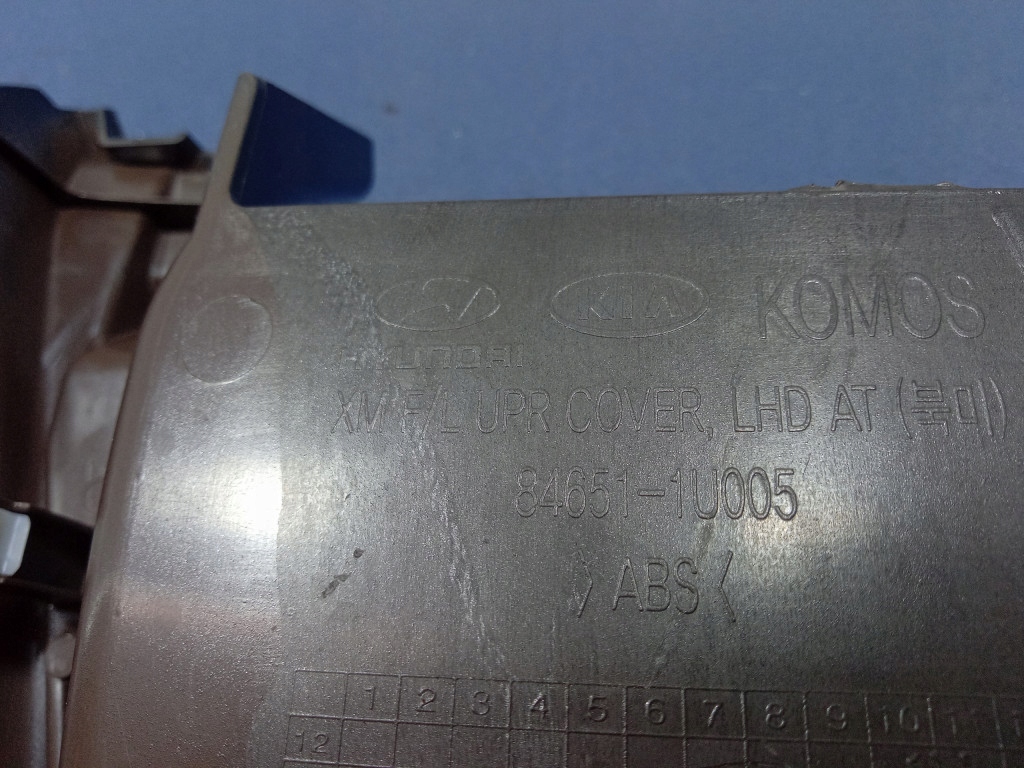 KIA KOMOS
HYUNDAI
XM F/L UPR COVER, LHD AT (북미)
84651-1U005
>ABS<
1 2 3 4 5 6 7 8 9 10 11
12